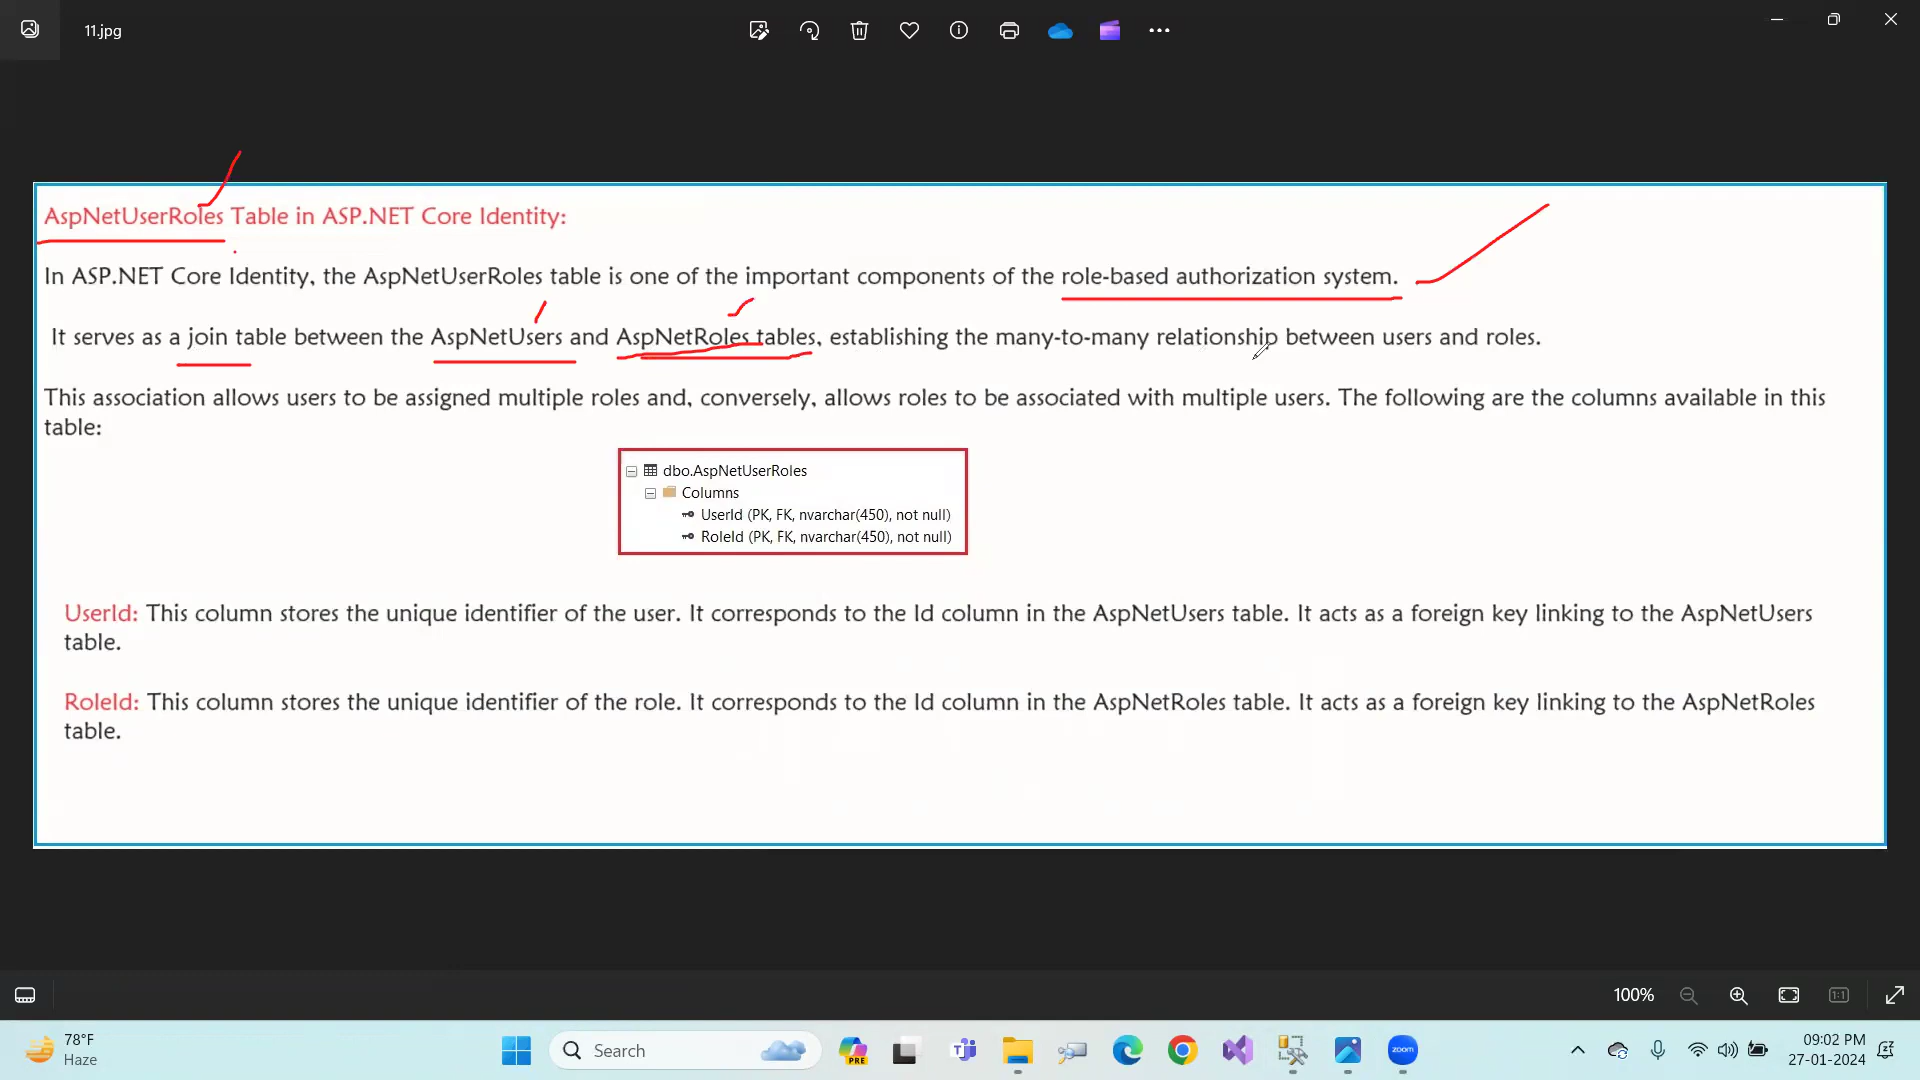 11.jpg
AspNetUserRoles Table in ASP.NET Core Identity:
In ASP.NET Core Identity, the AspNetUserRoles table is one of the important components of the role-based authorization system.
It serves as a join table between the AspNetUsers and AspNetRoles tables, establishing the many-to-many relationship between users and roles.
This association allows users to be assigned multiple roles and, conversely, allows roles to be associated with multiple users. The following are the columns available in this
table:
dbo.AspNetUserRoles
Columns
UserId (PK, FK, nvarchar(450), not null)
RoleId (PK, FK, nvarchar(450), not null)
UserId: This column stores the unique identifier of the user. It corresponds to the Id column in the AspNetUsers table. It acts as a foreign key linking to the AspNetUsers
table.
RoleId: This column stores the unique identifier of the role. It corresponds to the Id column in the AspNetRoles table. It acts as a foreign key linking to the AspNetRoles
table.
100%
1:1
78°F
Haze
Search
PRE
zoom
09:02 PM
27-01-2024